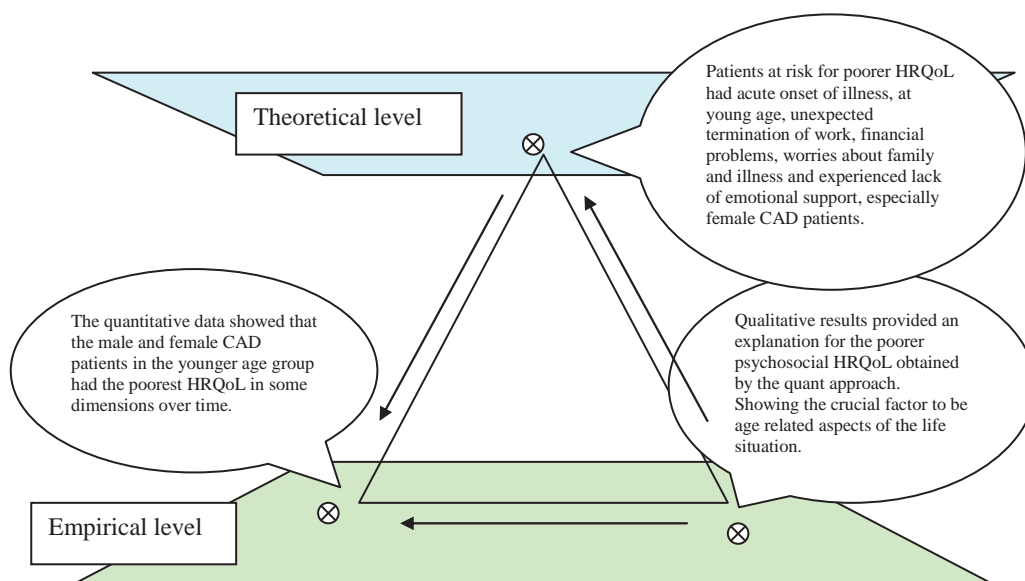 Theoretical level
Patients at risk for poorer HRQoL
had acute onset of illness, at
young age, unexpected
termination of work, financial
problems, worries about family
and illness and experienced lack
of emotional support, especially
female CAD patients.
The quantitative data showed that
the male and female CAD
patients in the younger age group
had the poorest HRQoL in some
dimensions over time.
Qualitative results provided an
explanation for the poorer
psychosocial HRQoL obtained
by the quant approach.
Showing the crucial factor to be
age related aspects of the life
situation.
Empirical level